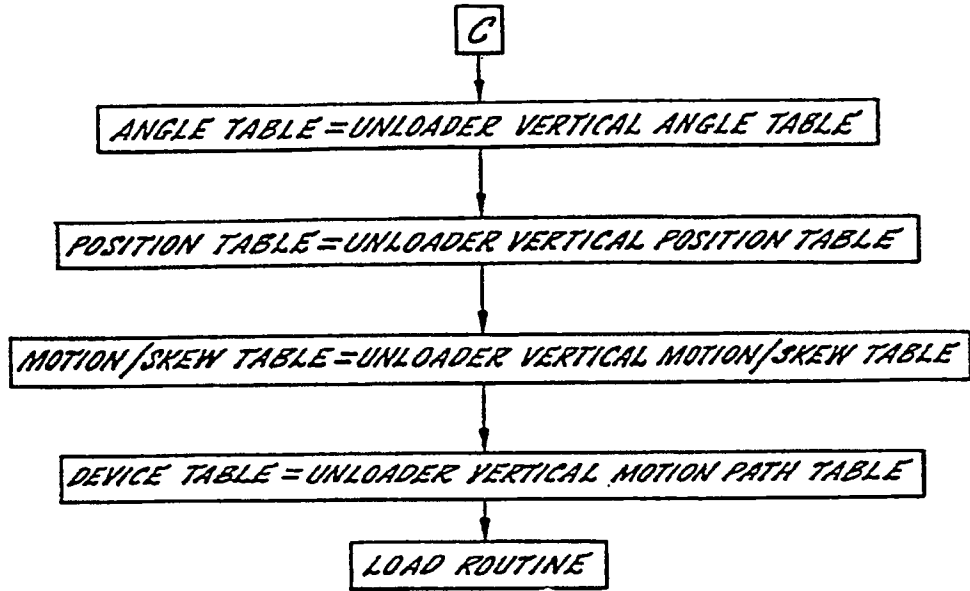 C
ANGLE TABLE=UNLOADER VERTICAL ANGLE TABLE
POSITION TABLE=UNLOADER VERTICAL POSITION TABLE
MOTION/SKEW TABLE=UNLOADER VERTICAL MOTION/SKEW TABLE
DEVICE TABLE=UNLOADER VERTICAL MOTION PATH TABLE
LOAD ROUTINE